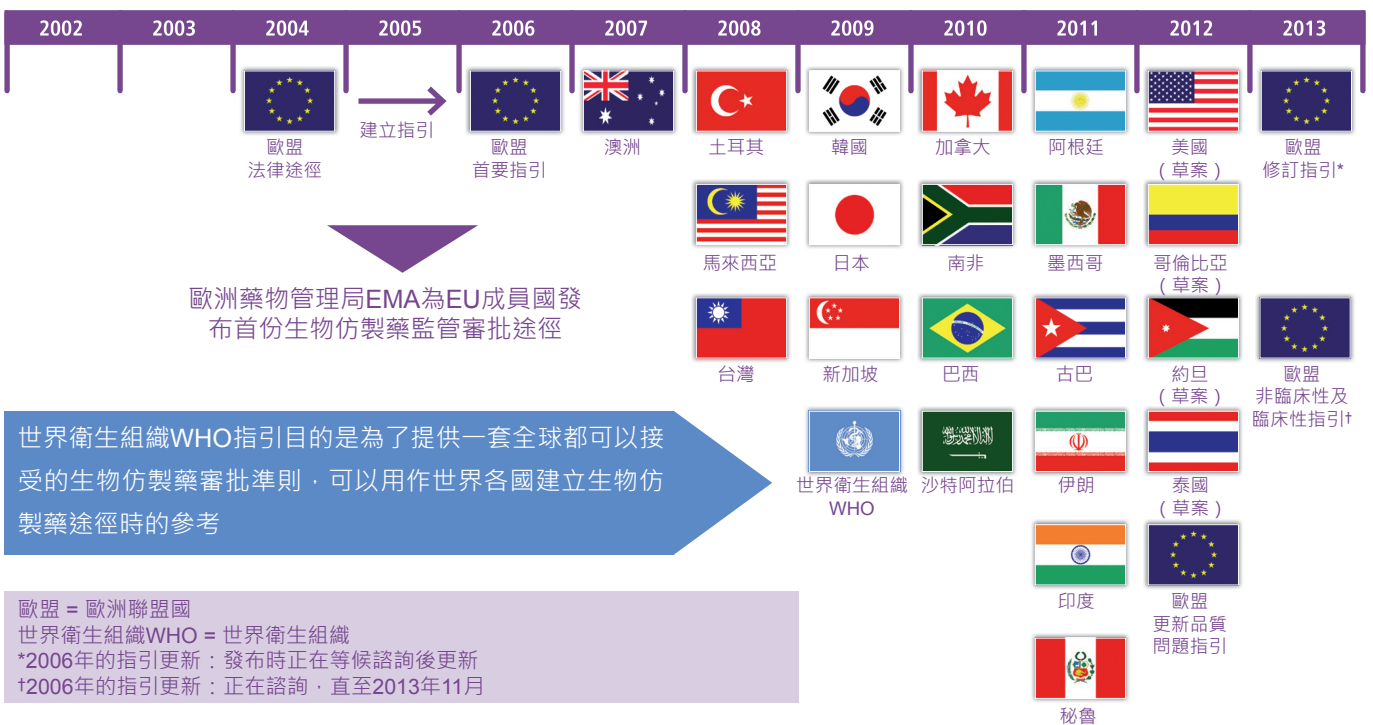 2002 2003 2004 2005 2006 2007 2008 2009 2010 2011 2012 2013
歐盟
法律途徑
建立指引
歐盟
首要指引
澳洲
土耳其
韓國
加拿大
阿根廷
美國
(草案)
歐盟
修訂指引*
馬來西亞
日本
南非
墨西哥
哥倫比亞
(草案)
歐洲藥物管理局EMA為EU成員國發
布首份生物仿製藥監管審批途徑
台灣
新加坡
巴西
古巴
約旦
(草案)
歐盟
非臨床性及
臨床性指引†
世界衛生組織WHO指引目的是為了提供一套全球都可以接
受的生物仿製藥審批準則,可以用作世界各國建立生物仿
製藥途徑時的參考
世界衛生組織
WHO
沙特阿拉伯
伊朗
泰國
(草案)
印度
歐盟
更新品質
問題指引
秘魯
歐盟 = 歐洲聯盟國
世界衛生組織WHO = 世界衛生組織
*2006年的指引更新:發布時正在等候諮詢後更新
†2006年的指引更新:正在諮詢,直至2013年11月